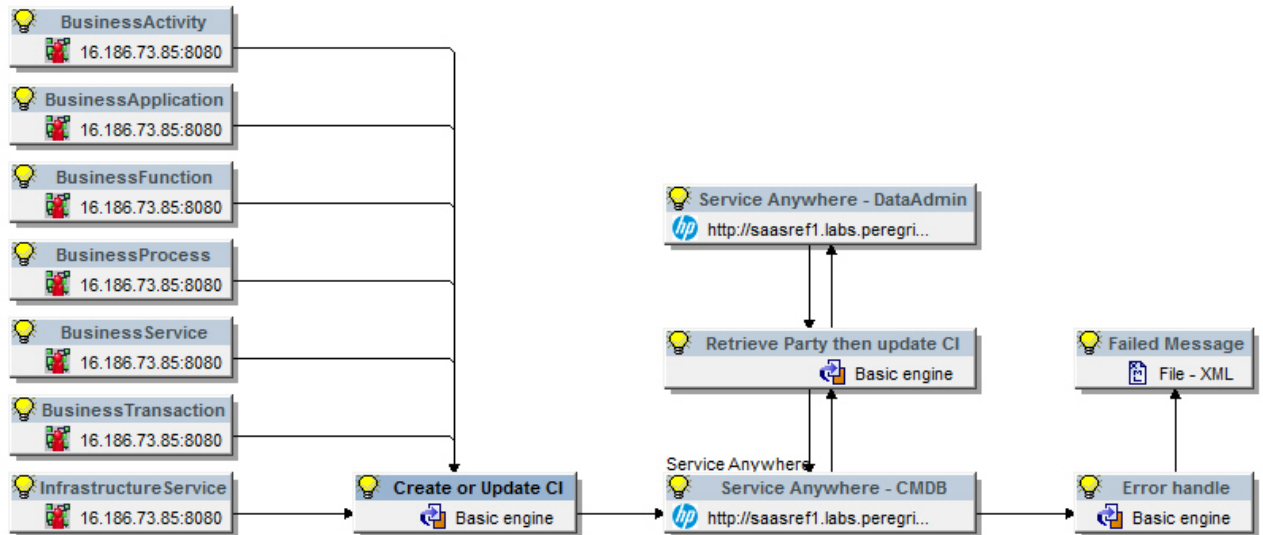 BusinessActivity
16.186.73.85:8080
BusinessApplication
16.186.73.85:8080
BusinessFunction
16.186.73.85:8080
BusinessProcess
16.186.73.85:8080
BusinessService
16.186.73.85:8080
BusinessTransaction
16.186.73.85:8080
InfrastructureService
16.186.73.85:8080
Create or Update CI
Basic engine
Service Anywhere - DataAdmin
hp http://saasref1.labs.peregri...
Retrieve Party then update CI
Basic engine
Service Anywhere
Service Anywhere - CMDB
hp http://saasref1.labs.peregri...
Failed Message
File - XML
Error handle
Basic engine